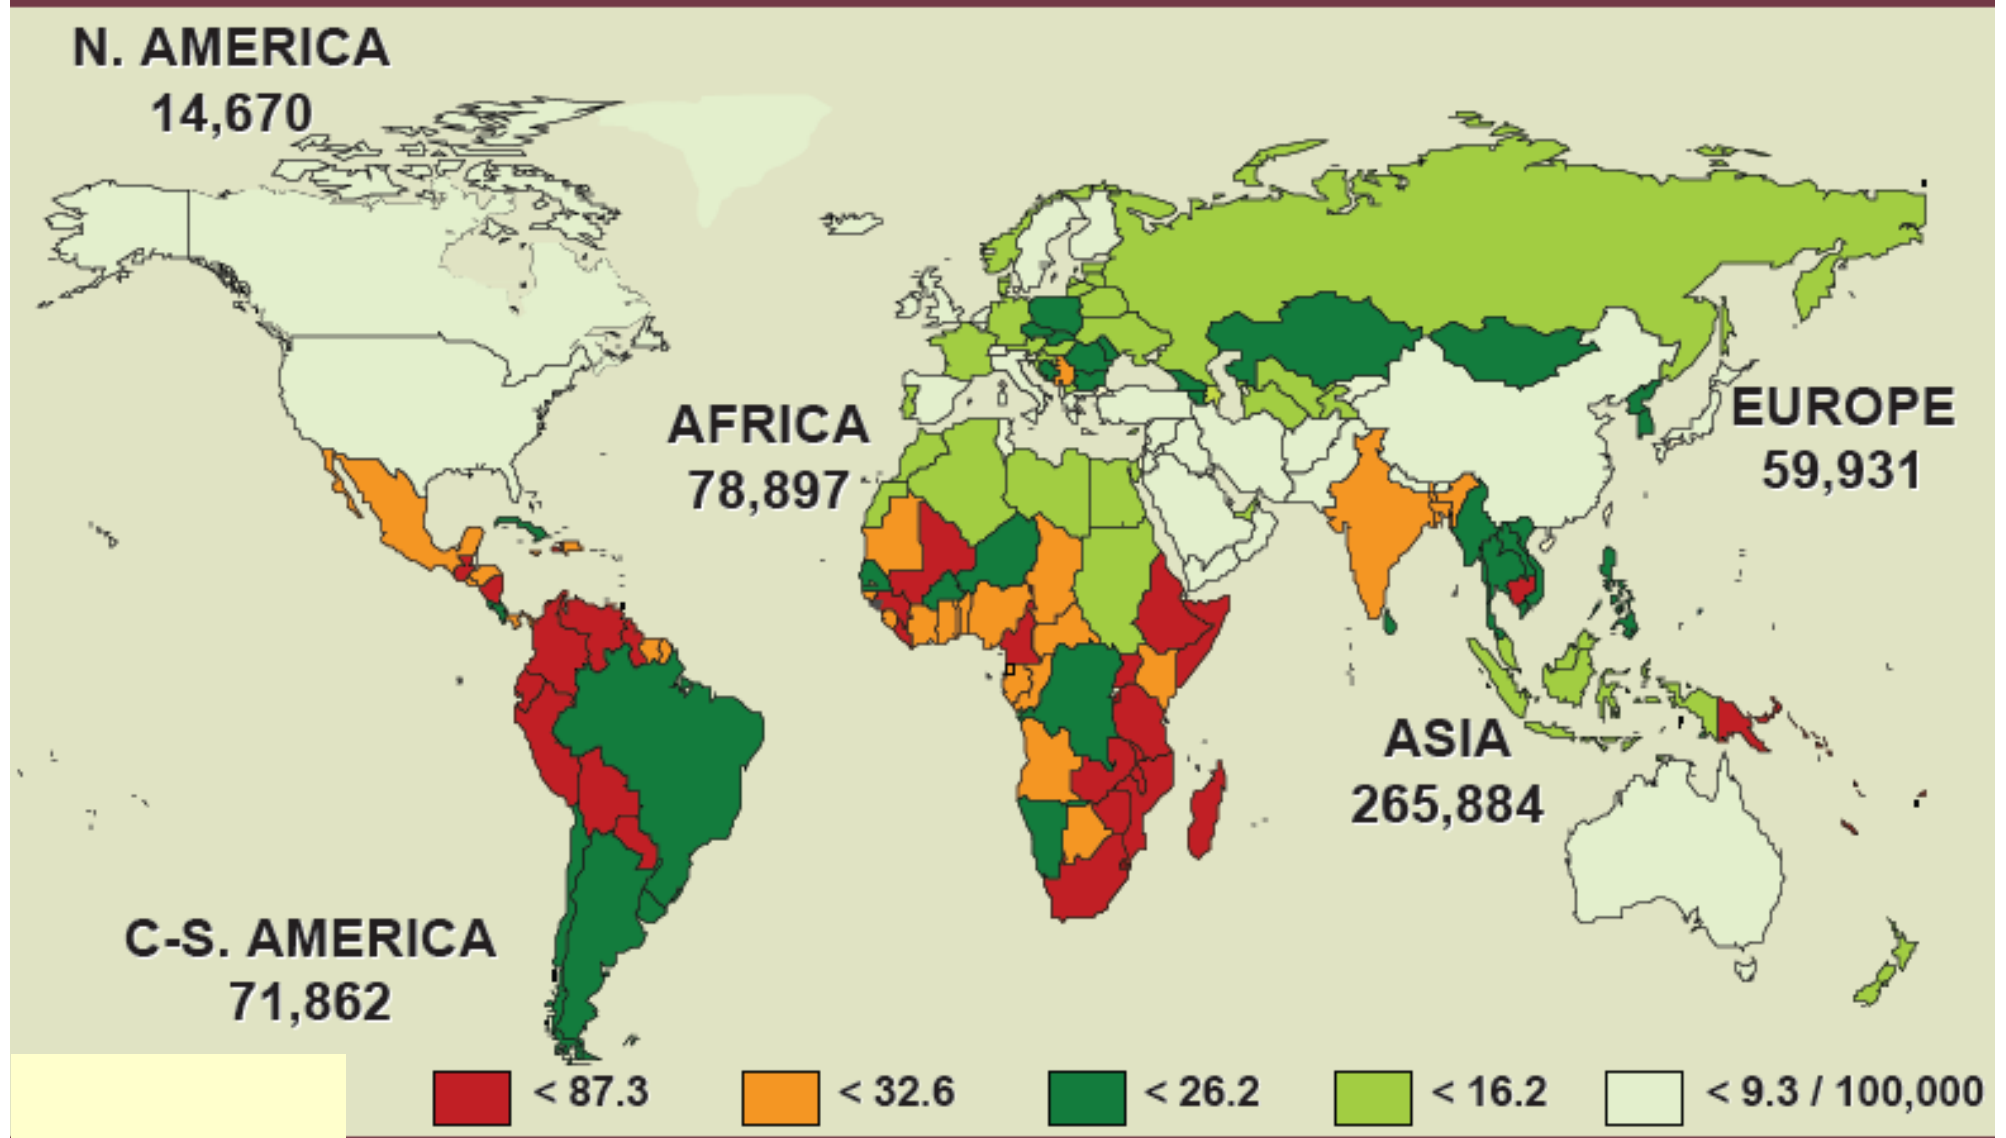 N. AMERICA
14,670
EUROPE
59,931
AFRICA
78,897
ASIA
265,884
C-S. AMERICA
71,862
< 87.3
< 32.6
< 26.2
< 16.2
< 9.3 / 100,000